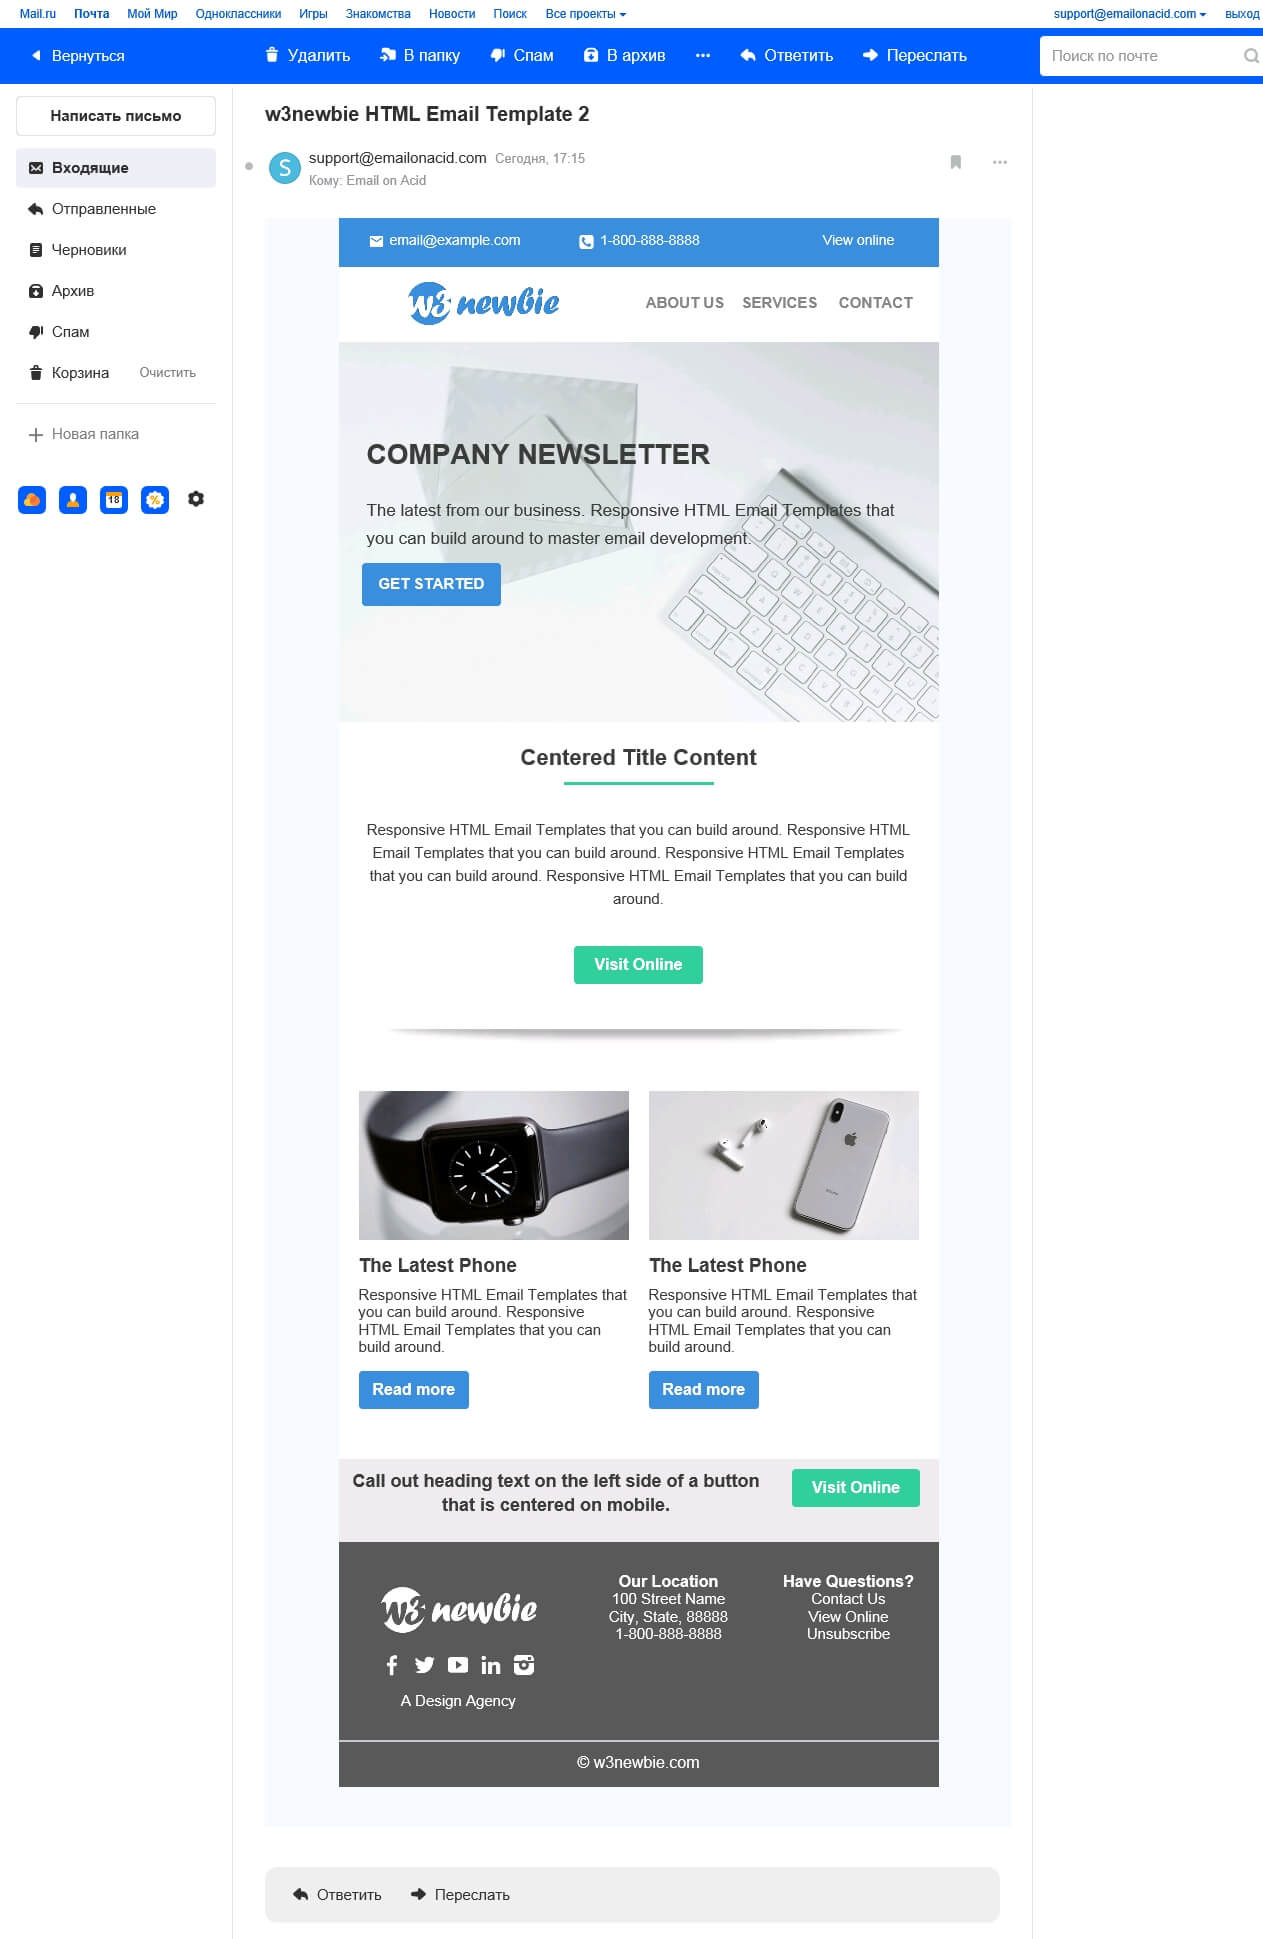 Mail.ru Почта Мой Мир Одноклассники Игры Знакомства Новости Поиск Все проекты support@emailonacid.com выход
Вернуться Удалить В папку Спам В архив Ответить Переслать Поиск по почте
Написать письмо
Входящие
Отправленные
Черновики
Архив
Спам
Корзина Очистить
Новая папка
18
w3newbie HTML Email Template 2
S support@emailonacid.com Сегодня, 17:15
Кому: Email on Acid
email@example.com 1-800-888-8888 View online
w3 newbie ABOUT US SERVICES CONTACT
COMPANY NEWSLETTER
The latest from our business. Responsive HTML Email Templates that
you can build around to master email development.
GET STARTED
Centered Title Content
Responsive HTML Email Templates that you can build around. Responsive HTML
Email Templates that you can build around. Responsive HTML Email Templates
that you can build around. Responsive HTML Email Templates that you can build
around.
Visit Online
The Latest Phone
Responsive HTML Email Templates that
you can build around. Responsive
HTML Email Templates that you can
build around.
Read more
The Latest Phone
Responsive HTML Email Templates that
you can build around. Responsive
HTML Email Templates that you can
build around.
Read more
Call out heading text on the left side of a button
that is centered on mobile.
Visit Online
w3 newbie
A Design Agency
Our Location
100 Street Name
City, State, 88888
1-800-888-8888
Have Questions?
Contact Us
View Online
Unsubscribe
© w3newbie.com
Ответить Переслать